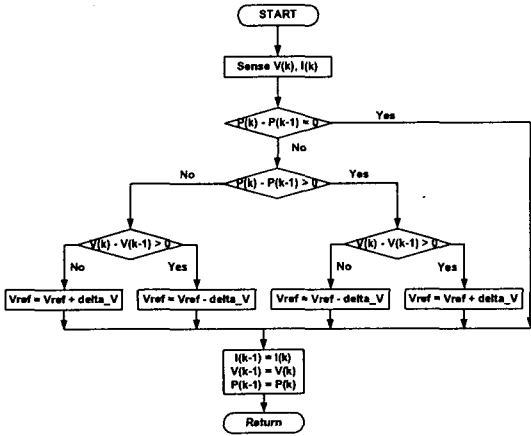 START
Sense V(k), I(k)
P(k) - P(k-1) = 0
Yes
No
No
P(k) - P(k-1) > 0
Yes
V(k) - V(k-1) > 0
V(k) - V(k-1) > 0
No
Yes
No
Yes
Vref = Vref + delta_V
Vref = Vref - delta_V
Vref = Vref - delta_V
Vref = Vref + delta_V
I(k-1) = I(k)
V(k-1) = V(k)
P(k-1) = P(k)
Return